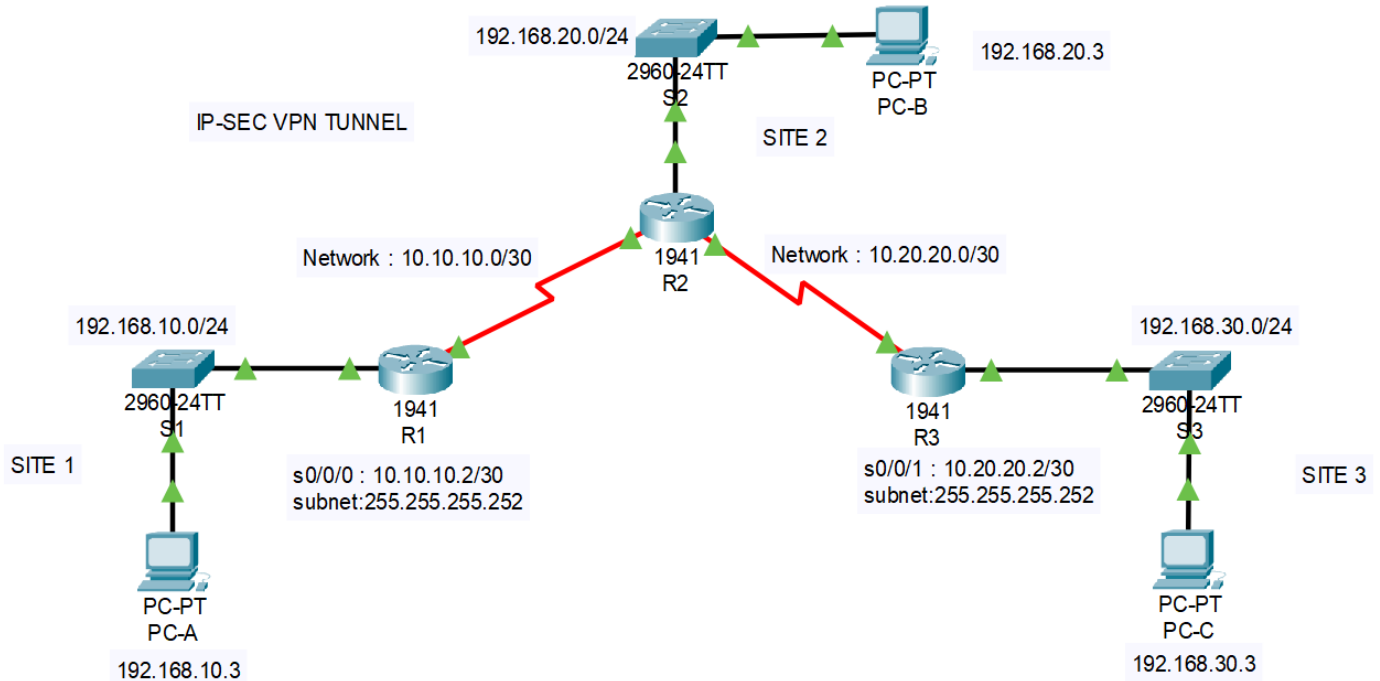 192.168.20.0/24
2960-24TT
S2
PC-PT
PC-B
192.168.20.3
IP-SEC VPN TUNNEL
SITE 2
Network : 10.10.10.0/30
1941
R2
Network : 10.20.20.0/30
192.168.10.0/24
2960-24TT
S1
1941
R1
s0/0/0 : 10.10.10.2/30
subnet:255.255.255.252
SITE 1
PC-PT
PC-A
192.168.10.3
1941
R3
s0/0/1 : 10.20.20.2/30
subnet:255.255.255.252
192.168.30.0/24
2960-24TT
S3
SITE 3
PC-PT
PC-C
192.168.30.3